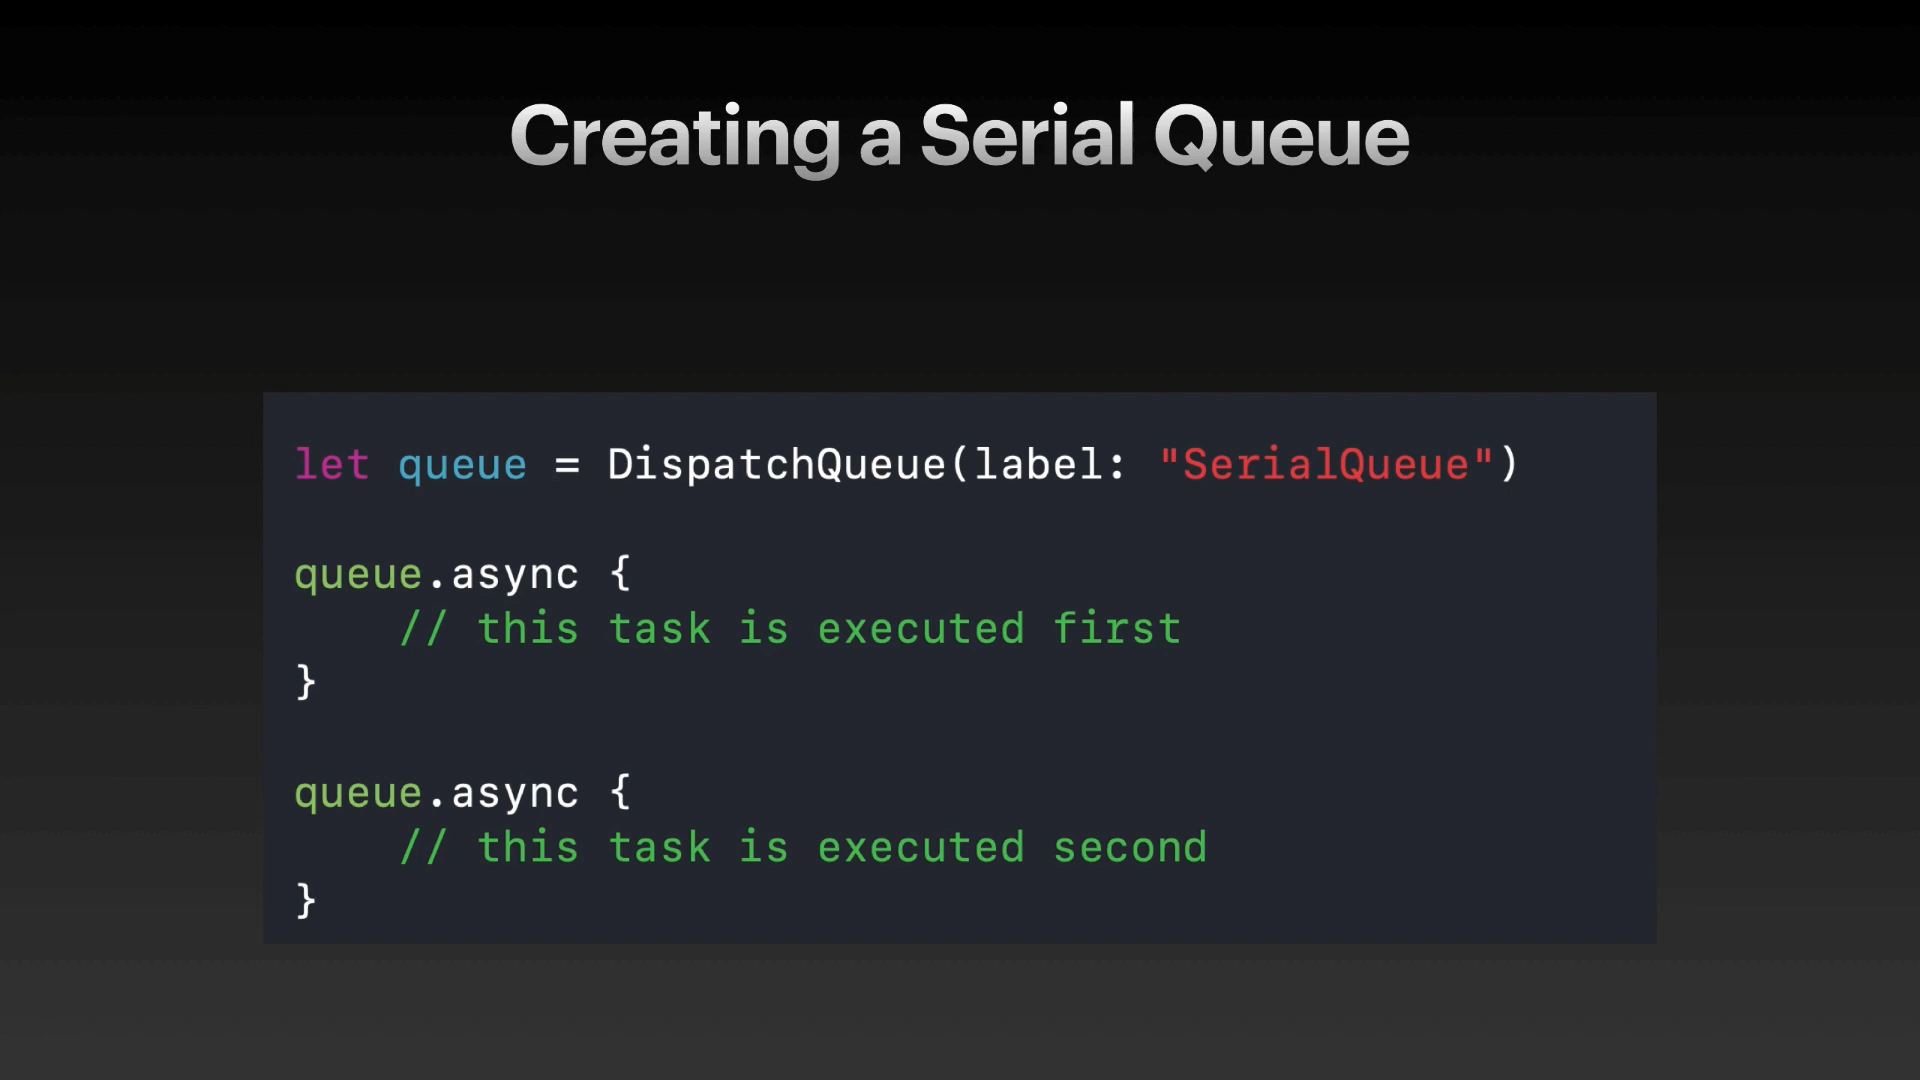 Creating a Serial Queue
let queue = DispatchQueue(label: "SerialQueue")
queue.async {
    // this task is executed first
}
queue.async {
    // this task is executed second
}